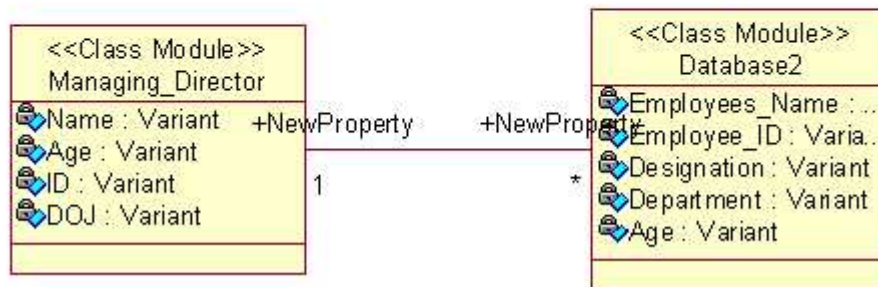 <<Class Module>>
Managing_Director
Name : Variant
Age : Variant
ID : Variant
DOJ : Variant
+NewProperty
+NewProperty
1
*
<<Class Module>>
Database2
Employees_Name : ...
Employee_ID : Varia...
Designation : Variant
Department : Variant
Age : Variant